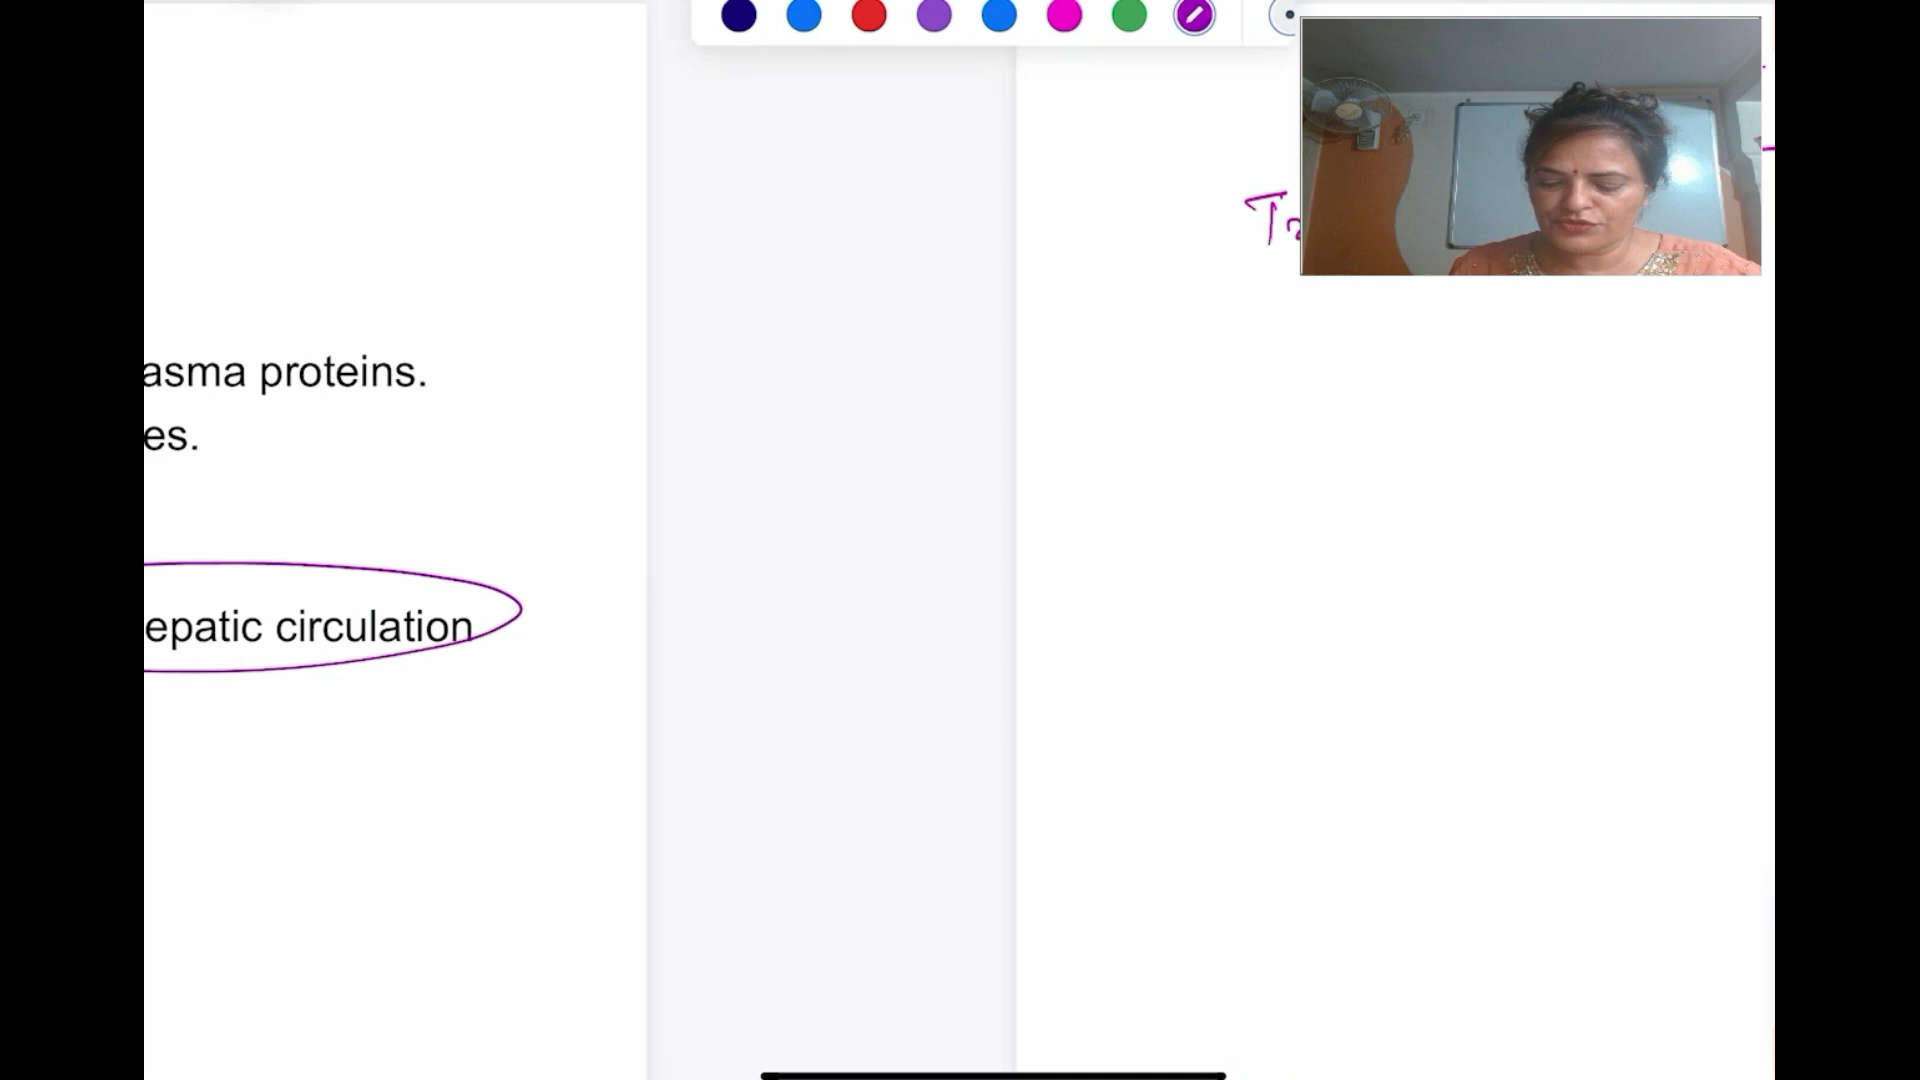 asma proteins.
es.
epatic circulation